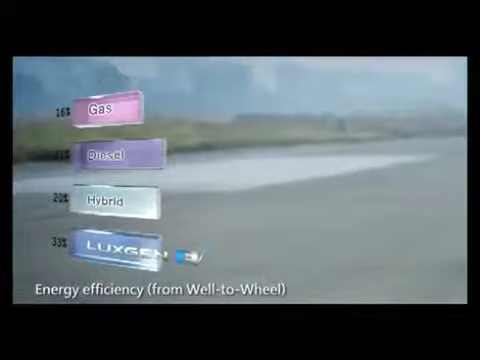 16% Gas
Diesel
20% Hybrid
33% LUXGEN
Energy efficiency (from Well-to-Wheel)